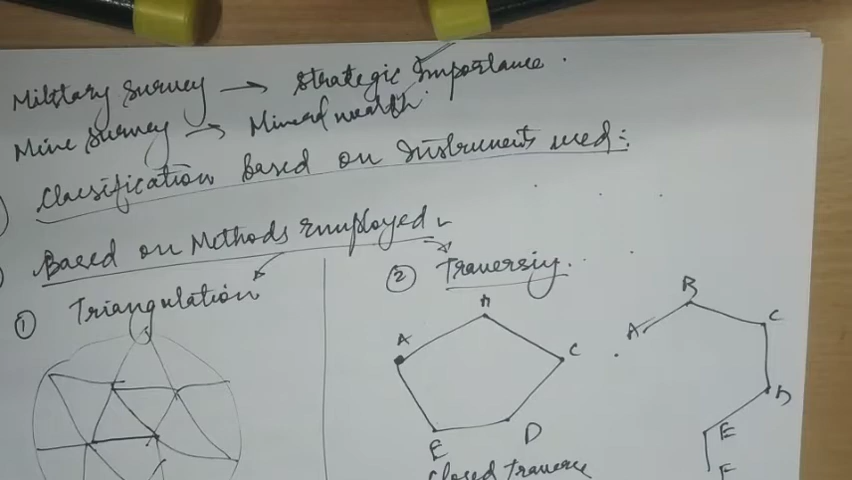 Military Survey → Strategic Importance.
Mine Survey → Mineral wealth.
Classification Based on Instruments used:
Based on Methods Employed
① Triangulation
② Traversing.
A
B
C
D
E
Closed Traverse
A
B
C
D
E
F